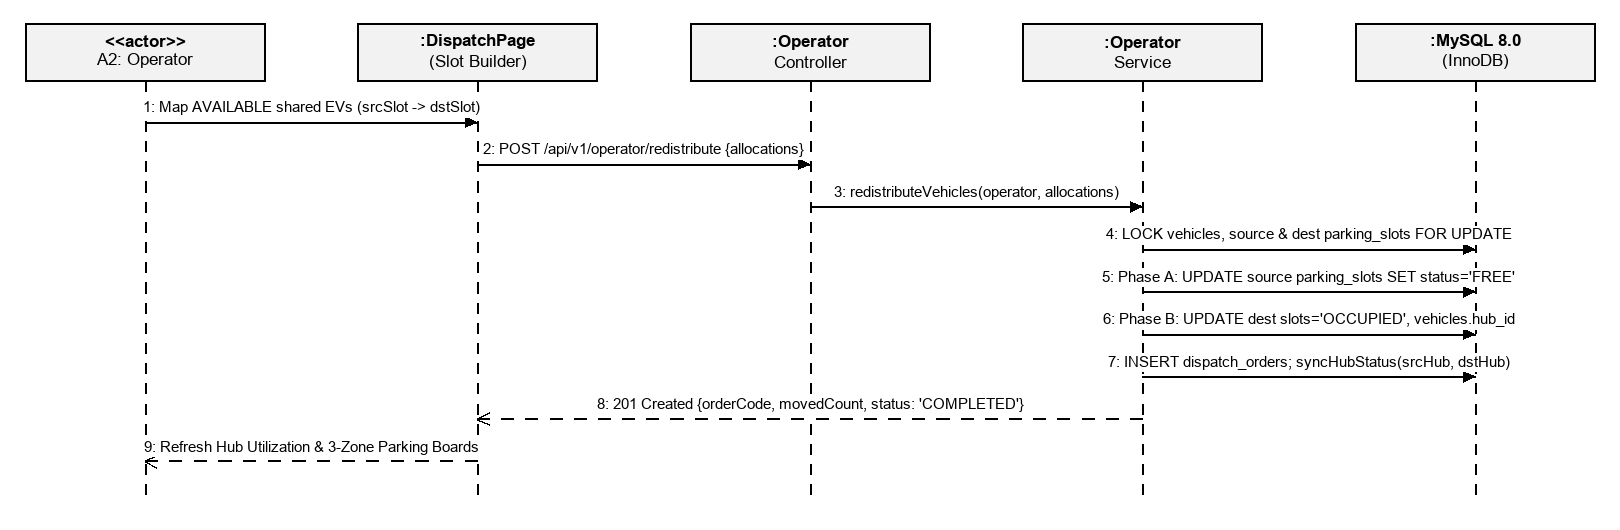 <<actor>>
A2: Operator
:DispatchPage
(Slot Builder)
:Operator
Controller
:Operator
Service
:MySQL 8.0
(InnoDB)
1: Map AVAILABLE shared EVs (srcSlot -> dstSlot)
2: POST /api/v1/operator/redistribute {allocations}
3: redistributeVehicles(operator, allocations)
4: LOCK vehicles, source & dest parking_slots FOR UPDATE
5: Phase A: UPDATE source parking_slots SET status='FREE'
6: Phase B: UPDATE dest slots='OCCUPIED', vehicles.hub_id
7: INSERT dispatch_orders; syncHubStatus(srcHub, dstHub)
8: 201 Created {orderCode, movedCount, status: 'COMPLETED'}
9: Refresh Hub Utilization & 3-Zone Parking Boards